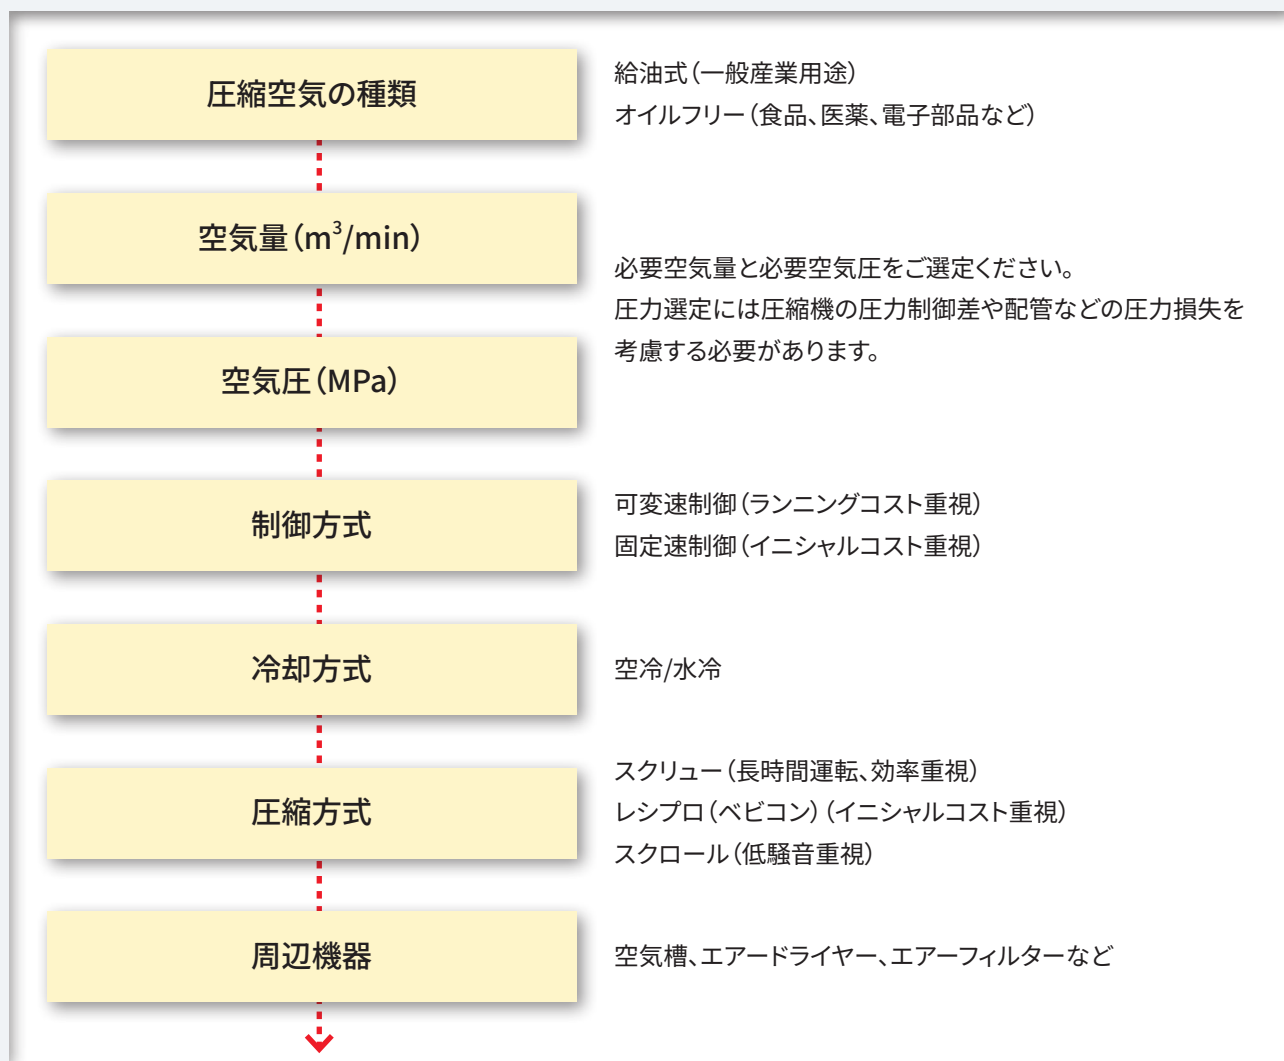 圧縮空気の種類
給油式（一般産業用途）
オイルフリー（食品、医薬、電子部品など）
空気量（m³/min）
必要空気量と必要空気圧をご選定ください。
圧力選定には圧縮機の圧力制御差や配管などの圧力損失を
考慮する必要があります。
空気圧（MPa）
制御方式
可変速制御（ランニングコスト重視）
固定速制御（イニシャルコスト重視）
冷却方式
空冷/水冷
圧縮方式
スクリュー（長時間運転、効率重視）
レシプロ（ベビコン）（イニシャルコスト重視）
スクロール（低騒音重視）
周辺機器
空気槽、エアードライヤー、エアーフィルターなど